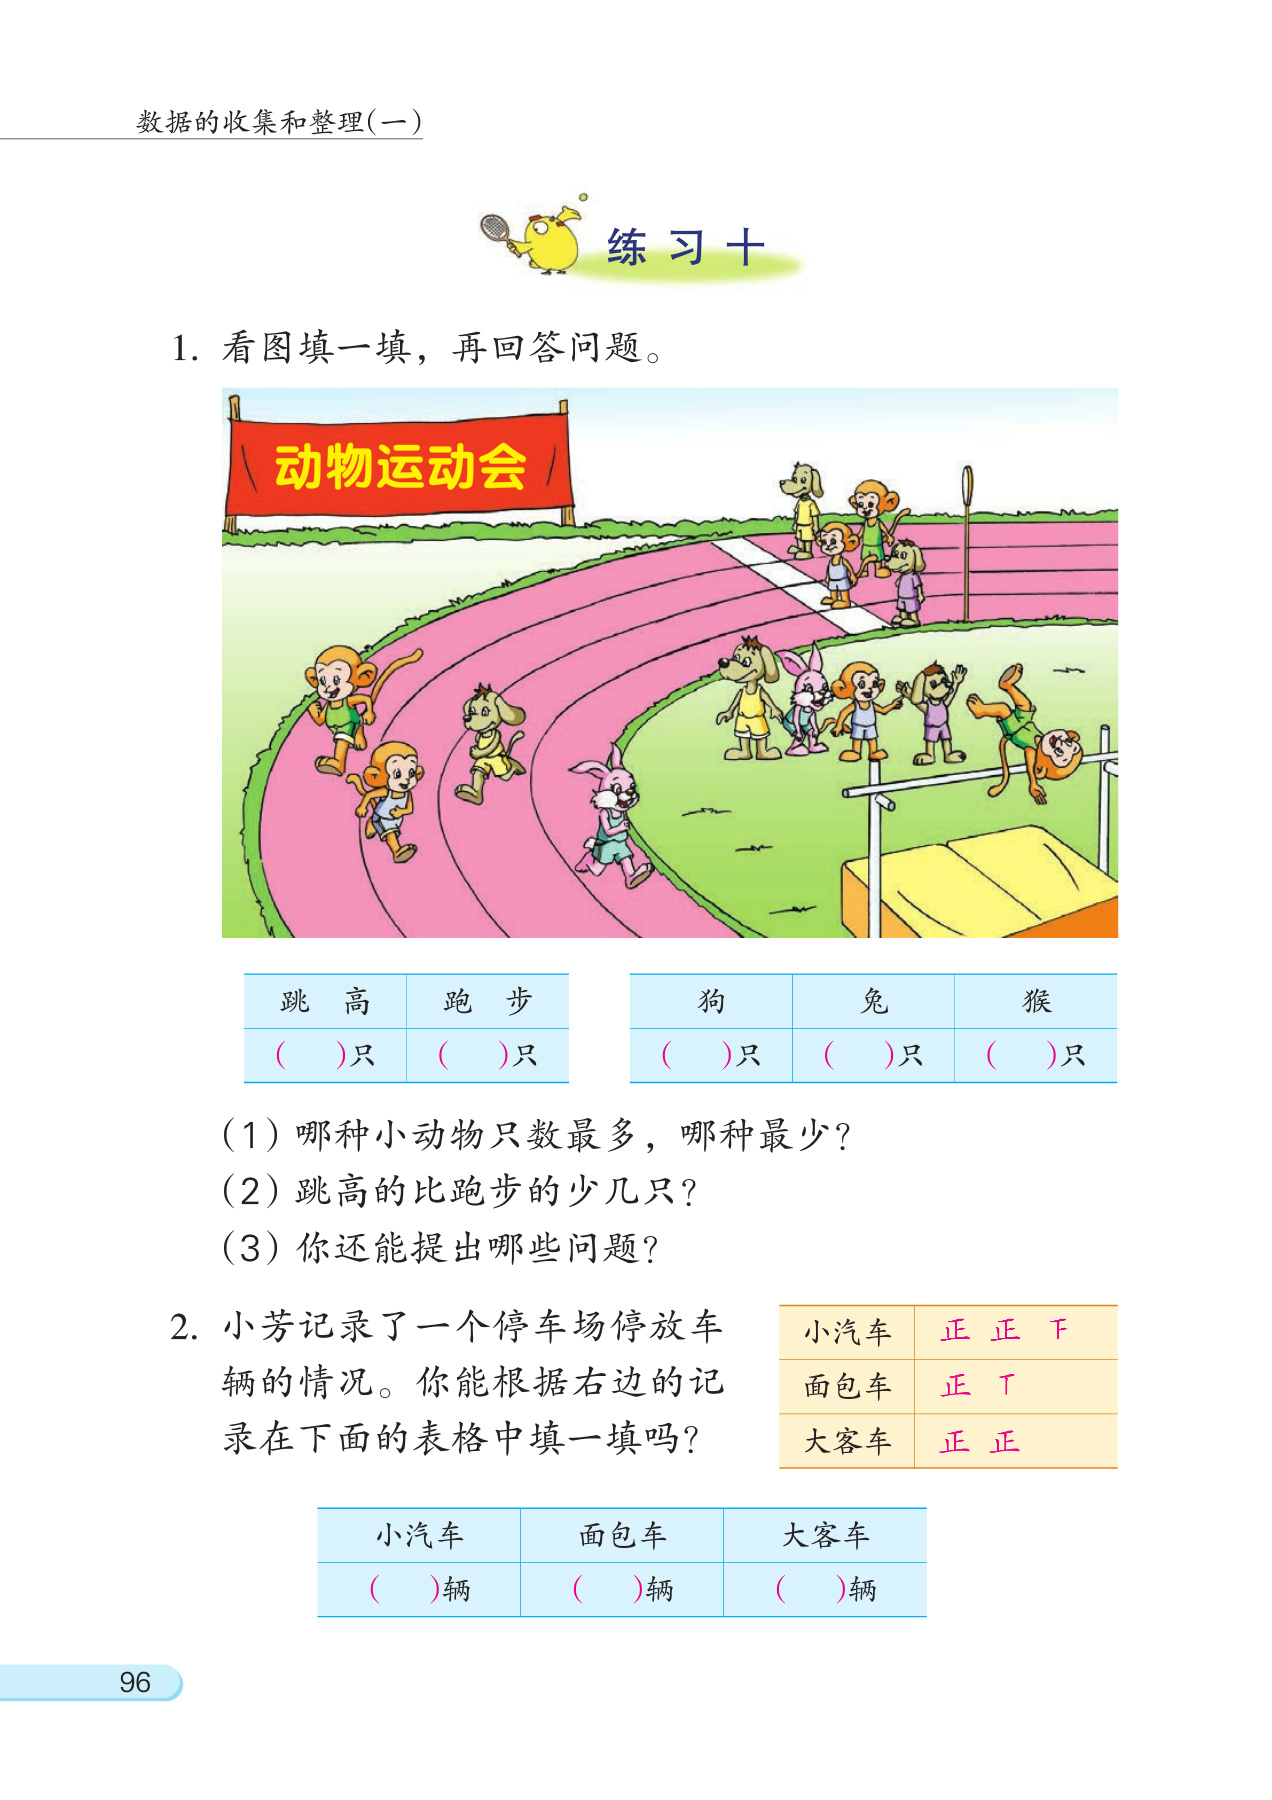 数据的收集和整理(一)
练习十
1. 看图填一填，再回答问题。
动物运动会
跳 高 跑 步 狗 兔 猴
( )只 ( )只 ( )只 ( )只 ( )只
(1) 哪种小动物只数最多，哪种最少?
(2) 跳高的比跑步的少几只?
(3) 你还能提出哪些问题?
2. 小芳记录了一个停车场停放车
辆的情况。你能根据右边的记
录在下面的表格中填一填吗?
小汽车 正 正 𝍴
面包车 正 𝍳
大客车 正 正
小汽车 面包车 大客车
( )辆 ( )辆 ( )辆
96